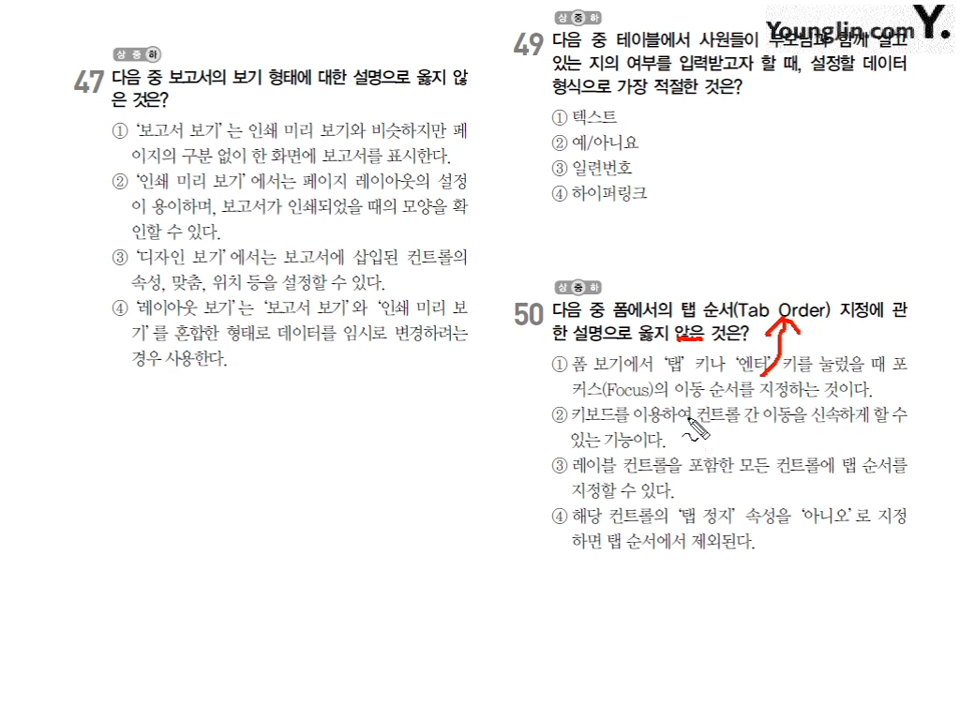 상 중 하
47 다음 중 보고서의 보기 형태에 대한 설명으로 옳지 않
은 것은?
① ‘보고서 보기’는 인쇄 미리 보기와 비슷하지만 페
이지의 구분 없이 한 화면에 보고서를 표시한다.
② ‘인쇄 미리 보기’에서는 페이지 레이아웃의 설정
이 용이하며, 보고서가 인쇄되었을 때의 모양을 확
인할 수 있다.
③ ‘디자인 보기’에서는 보고서에 삽입된 컨트롤의
속성, 맞춤, 위치 등을 설정할 수 있다.
④ ‘레이아웃 보기’는 ‘보고서 보기’와 ‘인쇄 미리 보
기’를 혼합한 형태로 데이터를 임시로 변경하려는
경우 사용한다.
Younglin.com Y.
상 중 하
49 다음 중 테이블에서 사원들이 부모님과 함께 살고
있는 지의 여부를 입력받고자 할 때, 설정할 데이터
형식으로 가장 적절한 것은?
① 텍스트
② 예/아니요
③ 일련번호
④ 하이퍼링크
상 중 하
50 다음 중 폼에서의 탭 순서(Tab Order) 지정에 관
한 설명으로 옳지 않은 것은?
① 폼 보기에서 ‘탭’ 키나 ‘엔터’ 키를 눌렀을 때 포
커스(Focus)의 이동 순서를 지정하는 것이다.
② 키보드를 이용하여 컨트롤 간 이동을 신속하게 할 수
있는 기능이다.
③ 레이블 컨트롤을 포함한 모든 컨트롤에 탭 순서를
지정할 수 있다.
④ 해당 컨트롤의 ‘탭 정지’ 속성을 ‘아니오’로 지정
하면 탭 순서에서 제외된다.